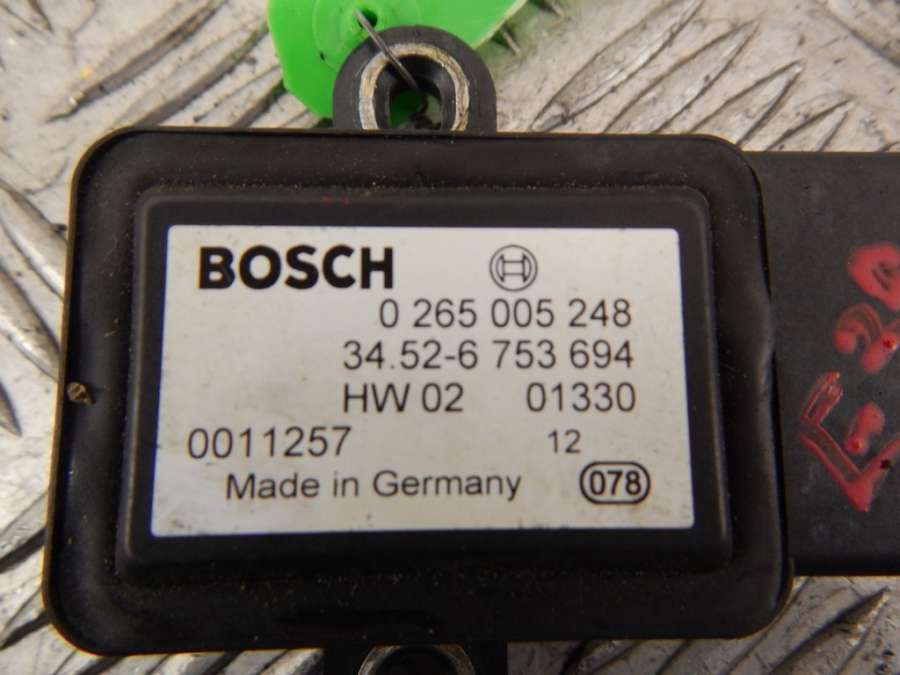 BOSCH
0 265 005 248
34.52-6 753 694
HW 02 01330
0011257 12
Made in Germany 078